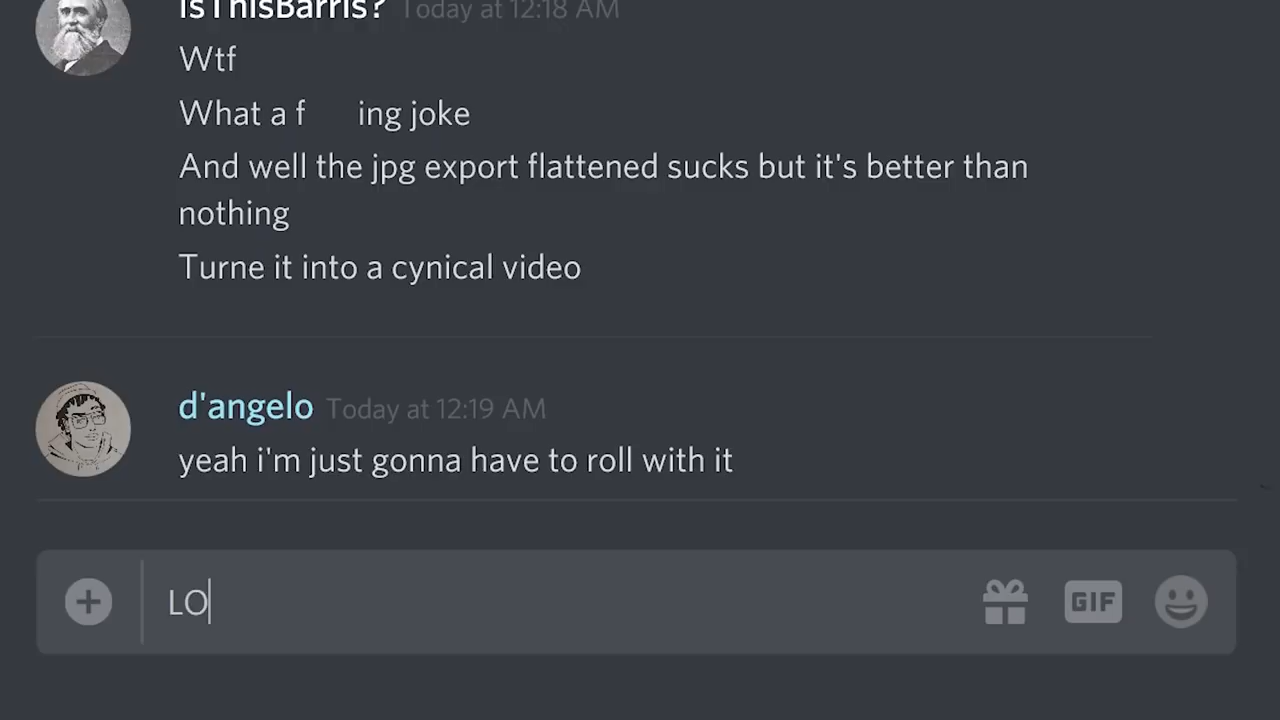 IsThisBarris? Today at 12:18 AM
Wtf
What a f ing joke
And well the jpg export flattened sucks but it's better than
nothing
Turne it into a cynical video
d'angelo Today at 12:19 AM
yeah i'm just gonna have to roll with it
LO
GIF